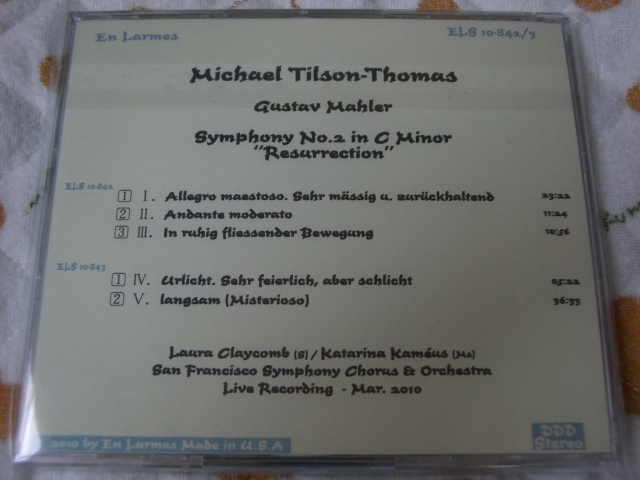 En Larmes
ELS 10-842/3
Michael Tilson-Thomas
Gustav Mahler
Symphony No.2 in C Minor
"Resurrection"
ELS 10-842
1 I. Allegro maestoso. Sehr mässig u. zurückhaltend 23:22
2 II. Andante moderato 11:24
3 III. In ruhig fliessender Bewegung 10:56
ELS 10-843
1 IV. Urlicht. Sehr feierlich, aber schlicht 05:22
2 V. langsam (Misterioso) 36:33
Laura Claycomb (S) / Katarina Kaméus (Ms)
San Francisco Symphony Chorus & Orchestra
Live Recording - Mar. 2010
2010 by En Larmes Made in U.S.A
DDD
Stereo